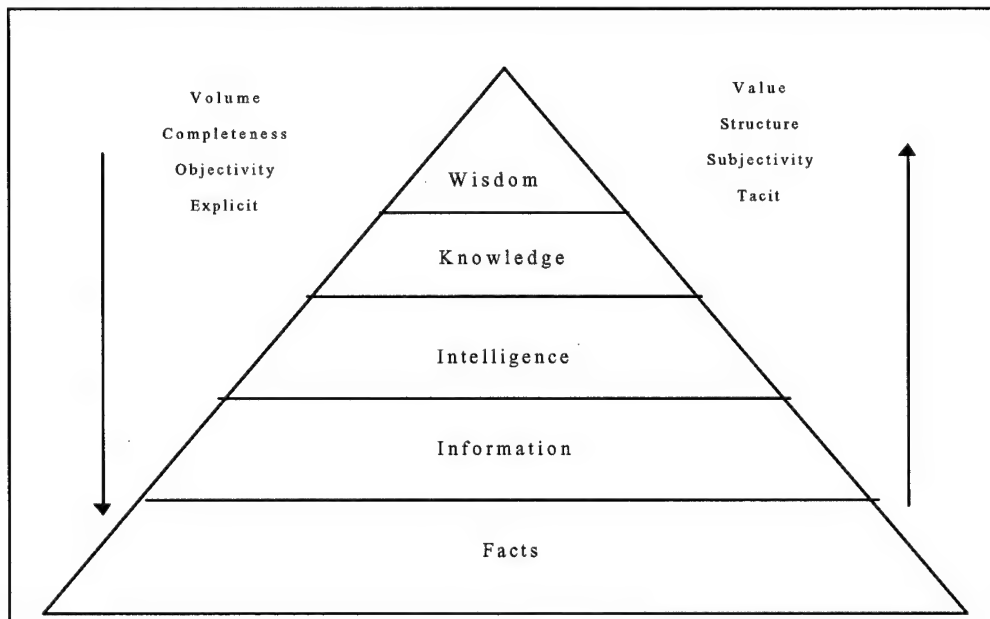 Volume
Completeness
Objectivity
Explicit
Value
Structure
Subjectivity
Tacit
Wisdom
Knowledge
Intelligence
Information
Facts